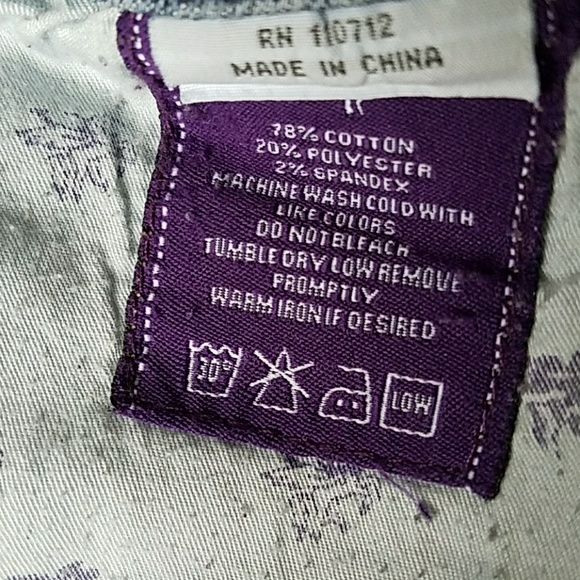 RN 110712
MADE IN CHINA
78% COTTON
20% POLYESTER
2% SPANDEX
MACHINE WASH COLD WITH
LIKE COLORS
DO NOT BLEACH
TUMBLE DRY LOW REMOVE
PROMPTLY
WARM IRON IF DESIRED
30° LOW